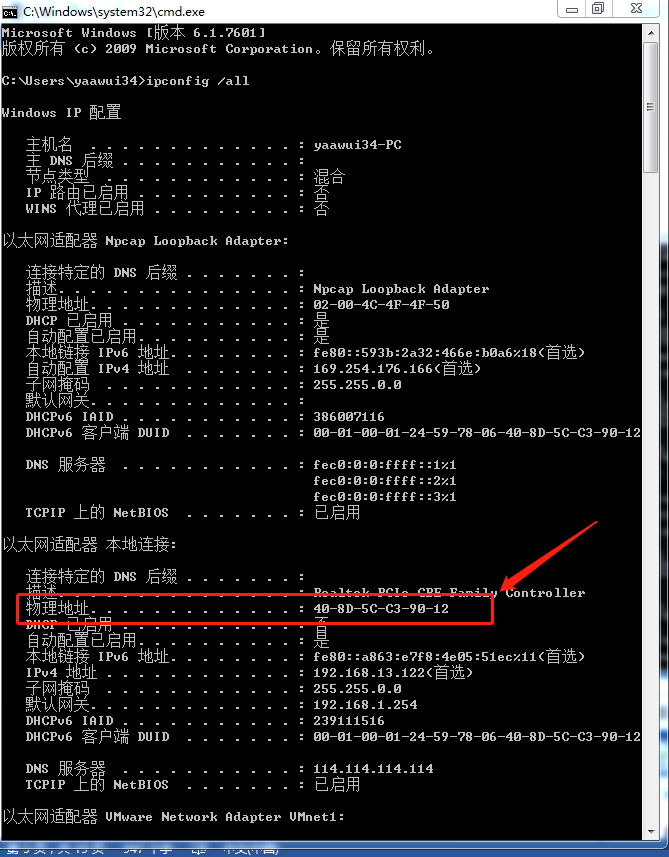 C:\Windows\system32\cmd.exe
Microsoft Windows [版本 6.1.7601]
版权所有 (c) 2009 Microsoft Corporation。保留所有权利。
C:\Users\yaawui34>ipconfig /all
Windows IP 配置
主机名 . . . . . . . . . . . . . : yaawui34-PC
主 DNS 后缀 . . . . . . . . . . . :
节点类型 . . . . . . . . . . . . : 混合
IP 路由已启用 . . . . . . . . . . : 否
WINS 代理已启用 . . . . . . . . . : 否
以太网适配器 Npcap Loopback Adapter:
连接特定的 DNS 后缀 . . . . . . . :
描述. . . . . . . . . . . . . . . : Npcap Loopback Adapter
物理地址. . . . . . . . . . . . . : 02-00-4C-4F-4F-50
DHCP 已启用 . . . . . . . . . . . : 是
自动配置已启用. . . . . . . . . . : 是
本地链接 IPv6 地址. . . . . . . . : fe80::593b:2a32:466e:b0a6%18(首选)
自动配置 IPv4 地址 . . . . . . . : 169.254.176.166(首选)
子网掩码 . . . . . . . . . . . . : 255.255.0.0
默认网关. . . . . . . . . . . . . :
DHCPv6 IAID . . . . . . . . . . . : 386007116
DHCPv6 客户端 DUID . . . . . . . : 00-01-00-01-24-59-78-06-40-8D-5C-C3-90-12
DNS 服务器 . . . . . . . . . . . : fec0:0:0:ffff::1%1
fec0:0:0:ffff::2%1
fec0:0:0:ffff::3%1
TCPIP 上的 NetBIOS . . . . . . . : 已启用
以太网适配器 本地连接:
连接特定的 DNS 后缀 . . . . . . . :
描述. . . . . . . . . . . . . . . : Realtek PCIe GBE Family Controller
物理地址. . . . . . . . . . . . . : 40-8D-5C-C3-90-12
DHCP 已启用 . . . . . . . . . . . : 否
自动配置已启用. . . . . . . . . . : 是
本地链接 IPv6 地址. . . . . . . . : fe80::a863:e7f8:4e05:51ec%11(首选)
IPv4 地址 . . . . . . . . . . . . : 192.168.13.122(首选)
子网掩码 . . . . . . . . . . . . : 255.255.0.0
默认网关. . . . . . . . . . . . . : 192.168.1.254
DHCPv6 IAID . . . . . . . . . . . : 239111516
DHCPv6 客户端 DUID . . . . . . . : 00-01-00-01-24-59-78-06-40-8D-5C-C3-90-12
DNS 服务器 . . . . . . . . . . . : 114.114.114.114
TCPIP 上的 NetBIOS . . . . . . . : 已启用
以太网适配器 VMware Network Adapter VMnet1: